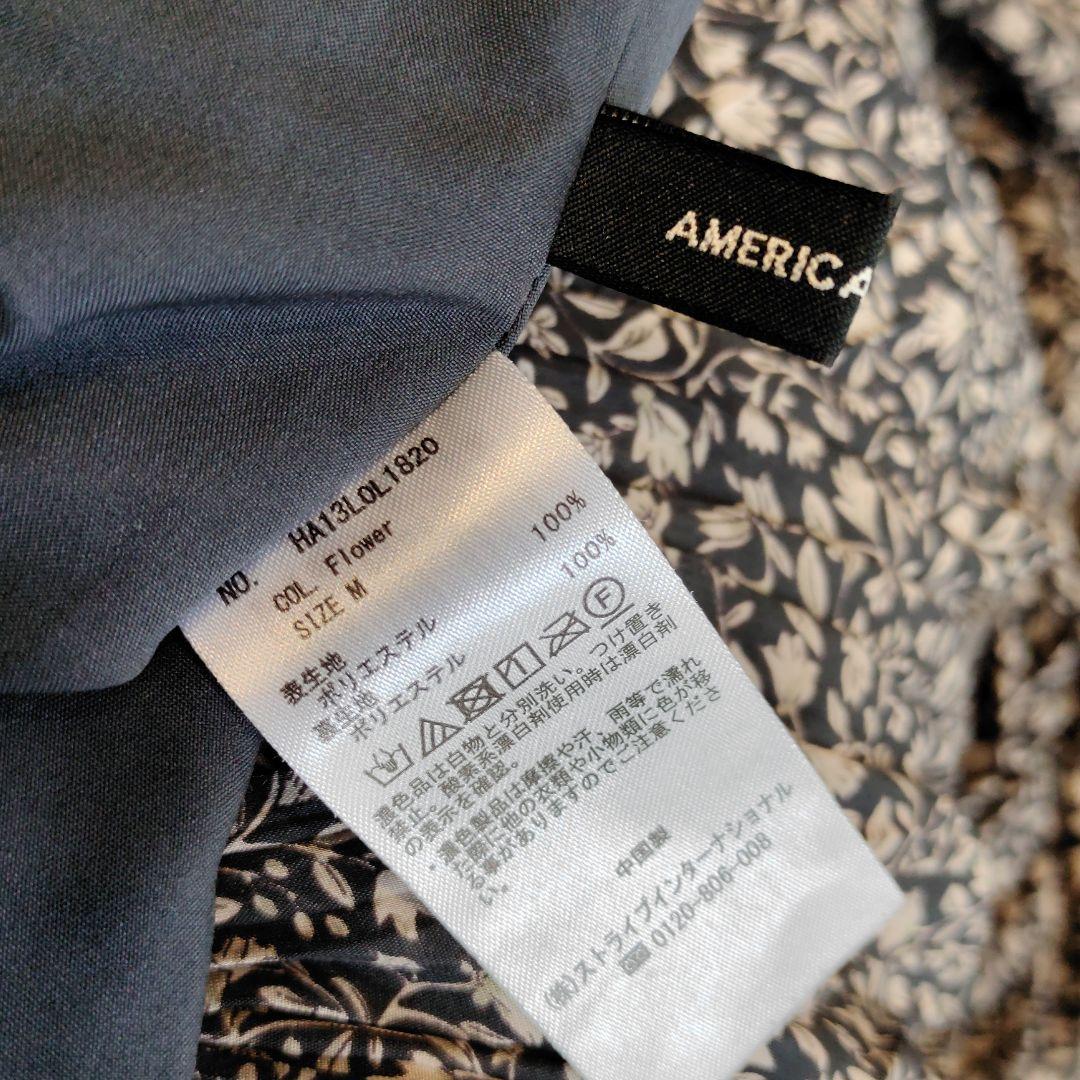 AMERICA
NO. HA13L0L1820
COL. Flower
SIZE M
表生地
ポリエステル 100%
裏生地
ポリエステル 100%
F
濃色品は白物と分別洗い。つけ置き
禁止。酸素系漂白剤使用時は漂白剤
の表示を確認。
・濃色製品は摩擦や汗、雨等で濡れ
た際に他の衣類や小物類に色が移
る事がありますのでご注意くださ
い。
中国製
(株)ストライプインターナショナル
0120-806-008